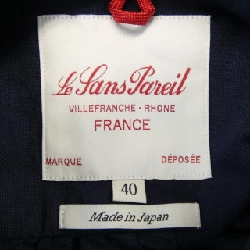 Le Sans Pareil
VILLEFRANCHE - RHONE
FRANCE
MARQUE DÉPOSÉE
40
Made in Japan